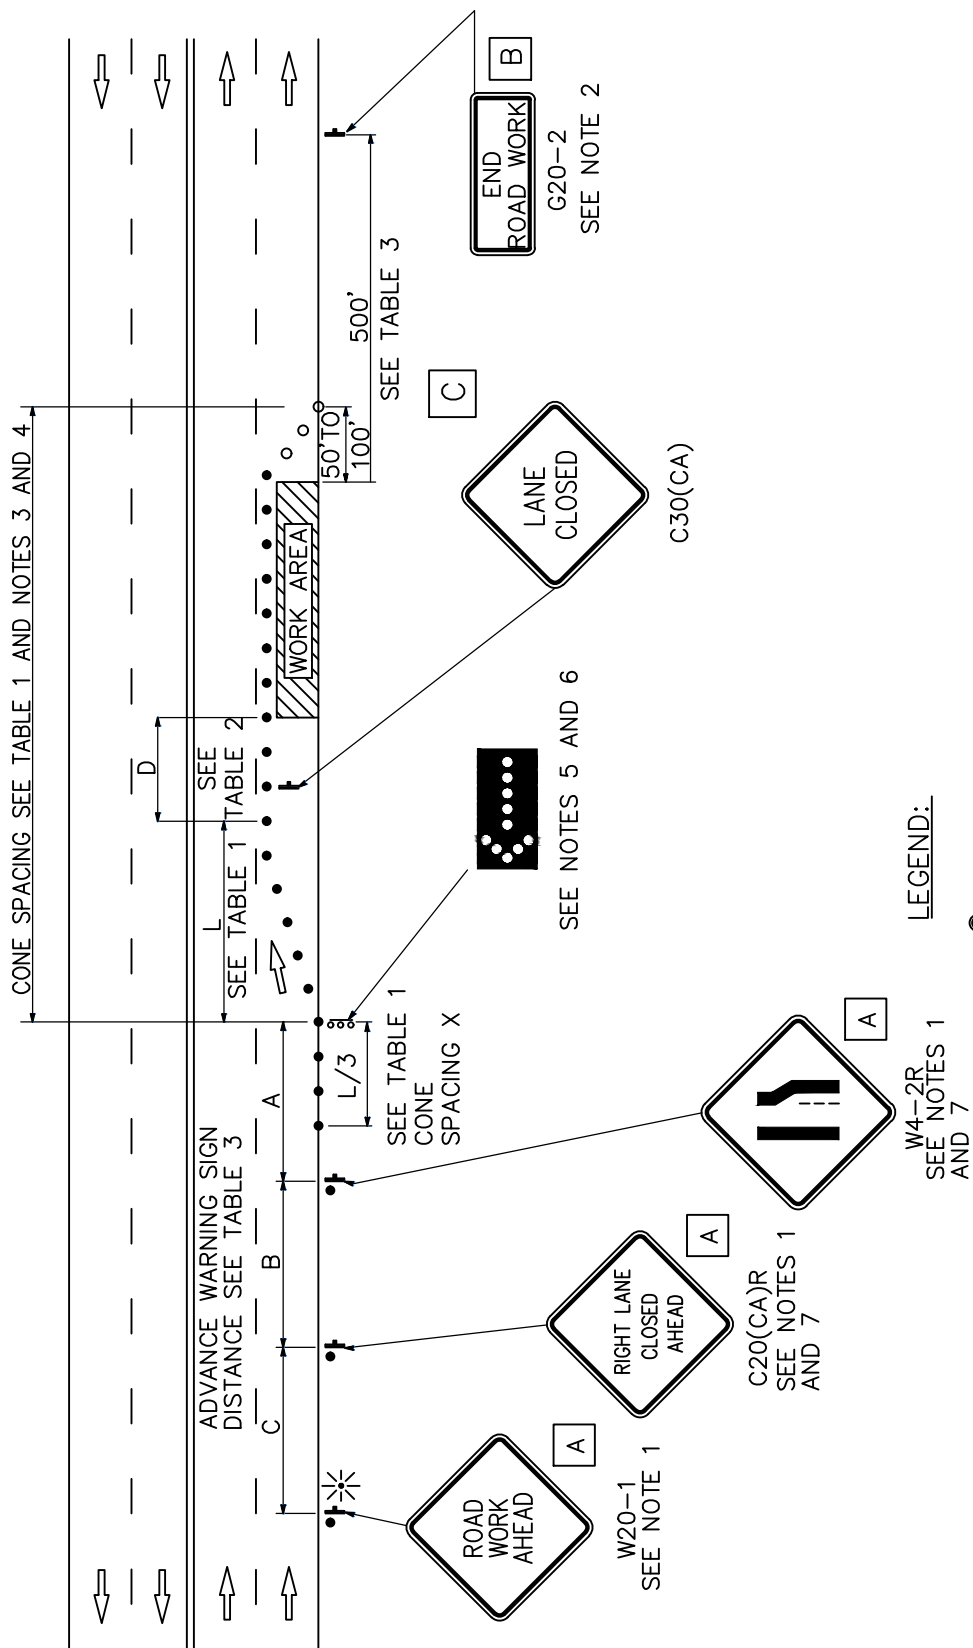 CONE SPACING SEE TABLE 1 AND NOTES 3 AND 4
D
SEE
TABLE 2
L
SEE TABLE 1
WORK AREA
50'TO
100'
500'
SEE TABLE 3
ADVANCE WARNING SIGN
DISTANCE SEE TABLE 3
C
B
A
L/3
SEE TABLE 1
CONE
SPACING X
ROAD
WORK
AHEAD
A
W20-1
SEE NOTE 1
RIGHT LANE
CLOSED
AHEAD
A
C20(CA)R
SEE NOTES 1
AND 7
A
W4-2R
SEE NOTES 1
AND 7
SEE NOTES 5 AND 6
LANE
CLOSED
C
C30(CA)
END
ROAD WORK
B
G20-2
SEE NOTE 2
LEGEND: